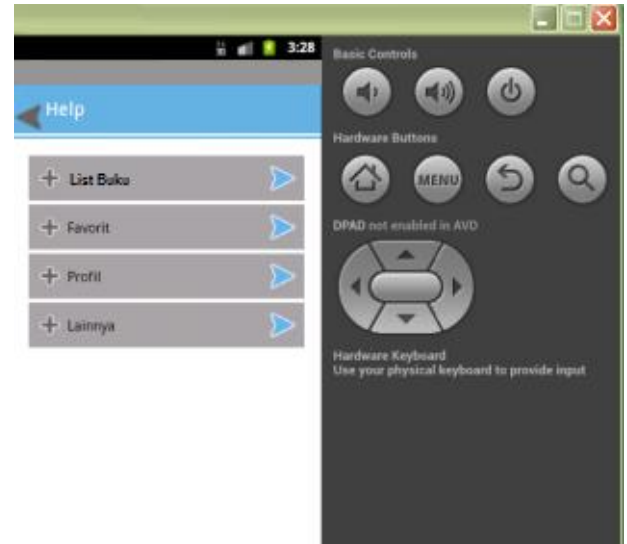 3:28
Help
List Buku
Favorit
Profil
Lainnya
Basic Controls
Hardware Buttons
MENU
DPAD not enabled in AVD
Hardware Keyboard
Use your physical keyboard to provide input